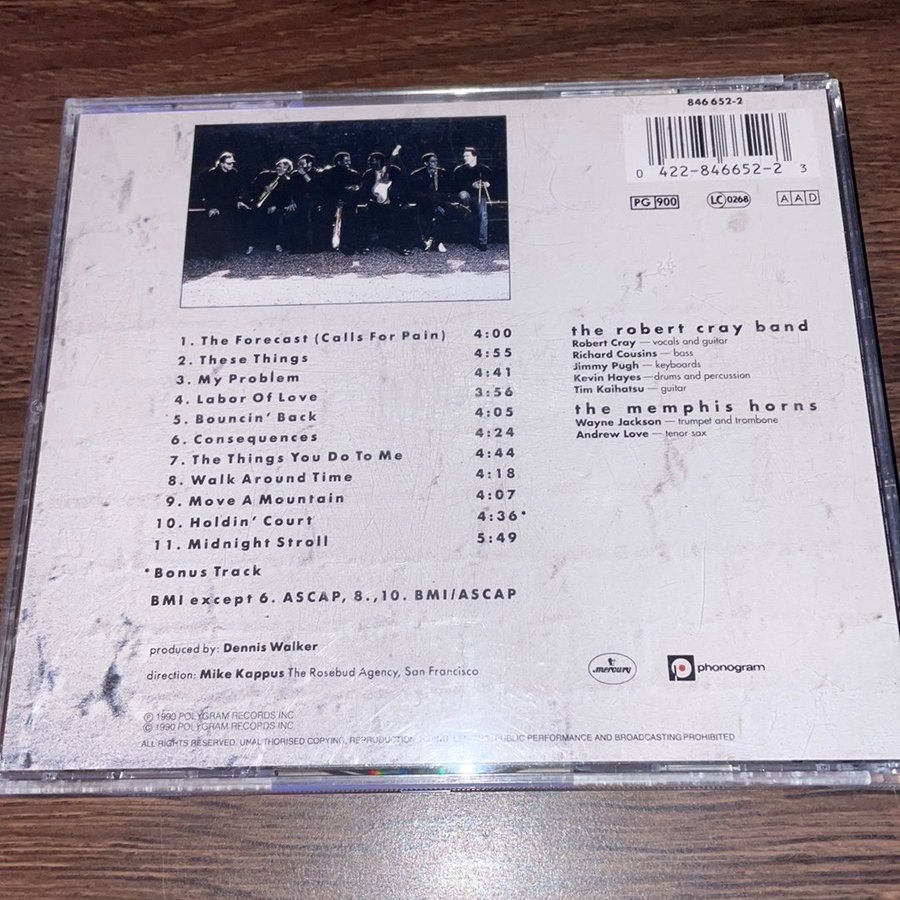 846 652-2
0 422-846652-2 3
PG 900 LC 0268 AAD
1. The Forecast (Calls For Pain) 4:00
2. These Things 4:55
3. My Problem 4:41
4. Labor Of Love 3:56
5. Bouncin' Back 4:05
6. Consequences 4:24
7. The Things You Do To Me 4:44
8. Walk Around Time 4:18
9. Move A Mountain 4:07
10. Holdin' Court 4:36*
11. Midnight Stroll 5:49
*Bonus Track
BMI except 6. ASCAP, 8.,10. BMI/ASCAP
the robert cray band
Robert Cray — vocals and guitar
Richard Cousins — bass
Jimmy Pugh — keyboards
Kevin Hayes — drums and percussion
Tim Kaihatsu — guitar
the memphis horns
Wayne Jackson — trumpet and trombone
Andrew Love — tenor sax
produced by: Dennis Walker
direction: Mike Kappus The Rosebud Agency, San Francisco
mercury
phonogram
℗ 1990 POLYGRAM RECORDS INC.
© 1990 POLYGRAM RECORDS INC.
ALL RIGHTS RESERVED. UNAUTHORISED COPYING, REPRODUCTION, PUBLIC PERFORMANCE AND BROADCASTING PROHIBITED